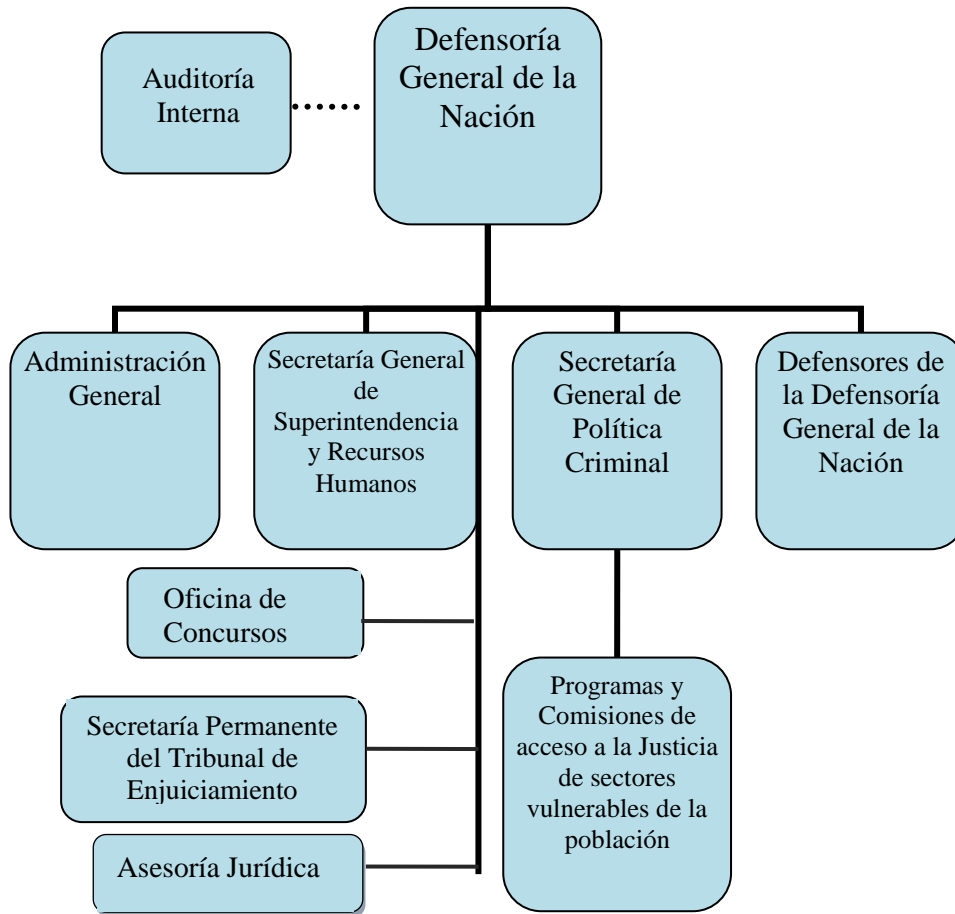 Auditoría
Interna
Defensoría
General de la
Nación
Administración
General
Secretaría General
de
Superintendencia
y Recursos
Humanos
Secretaría
General de
Política
Criminal
Defensores de
la Defensoría
General de la
Nación
Oficina de
Concursos
Secretaría Permanente
del Tribunal de
Enjuiciamiento
Asesoría Jurídica
Programas y
Comisiones de
acceso a la Justicia
de sectores
vulnerables de la
población